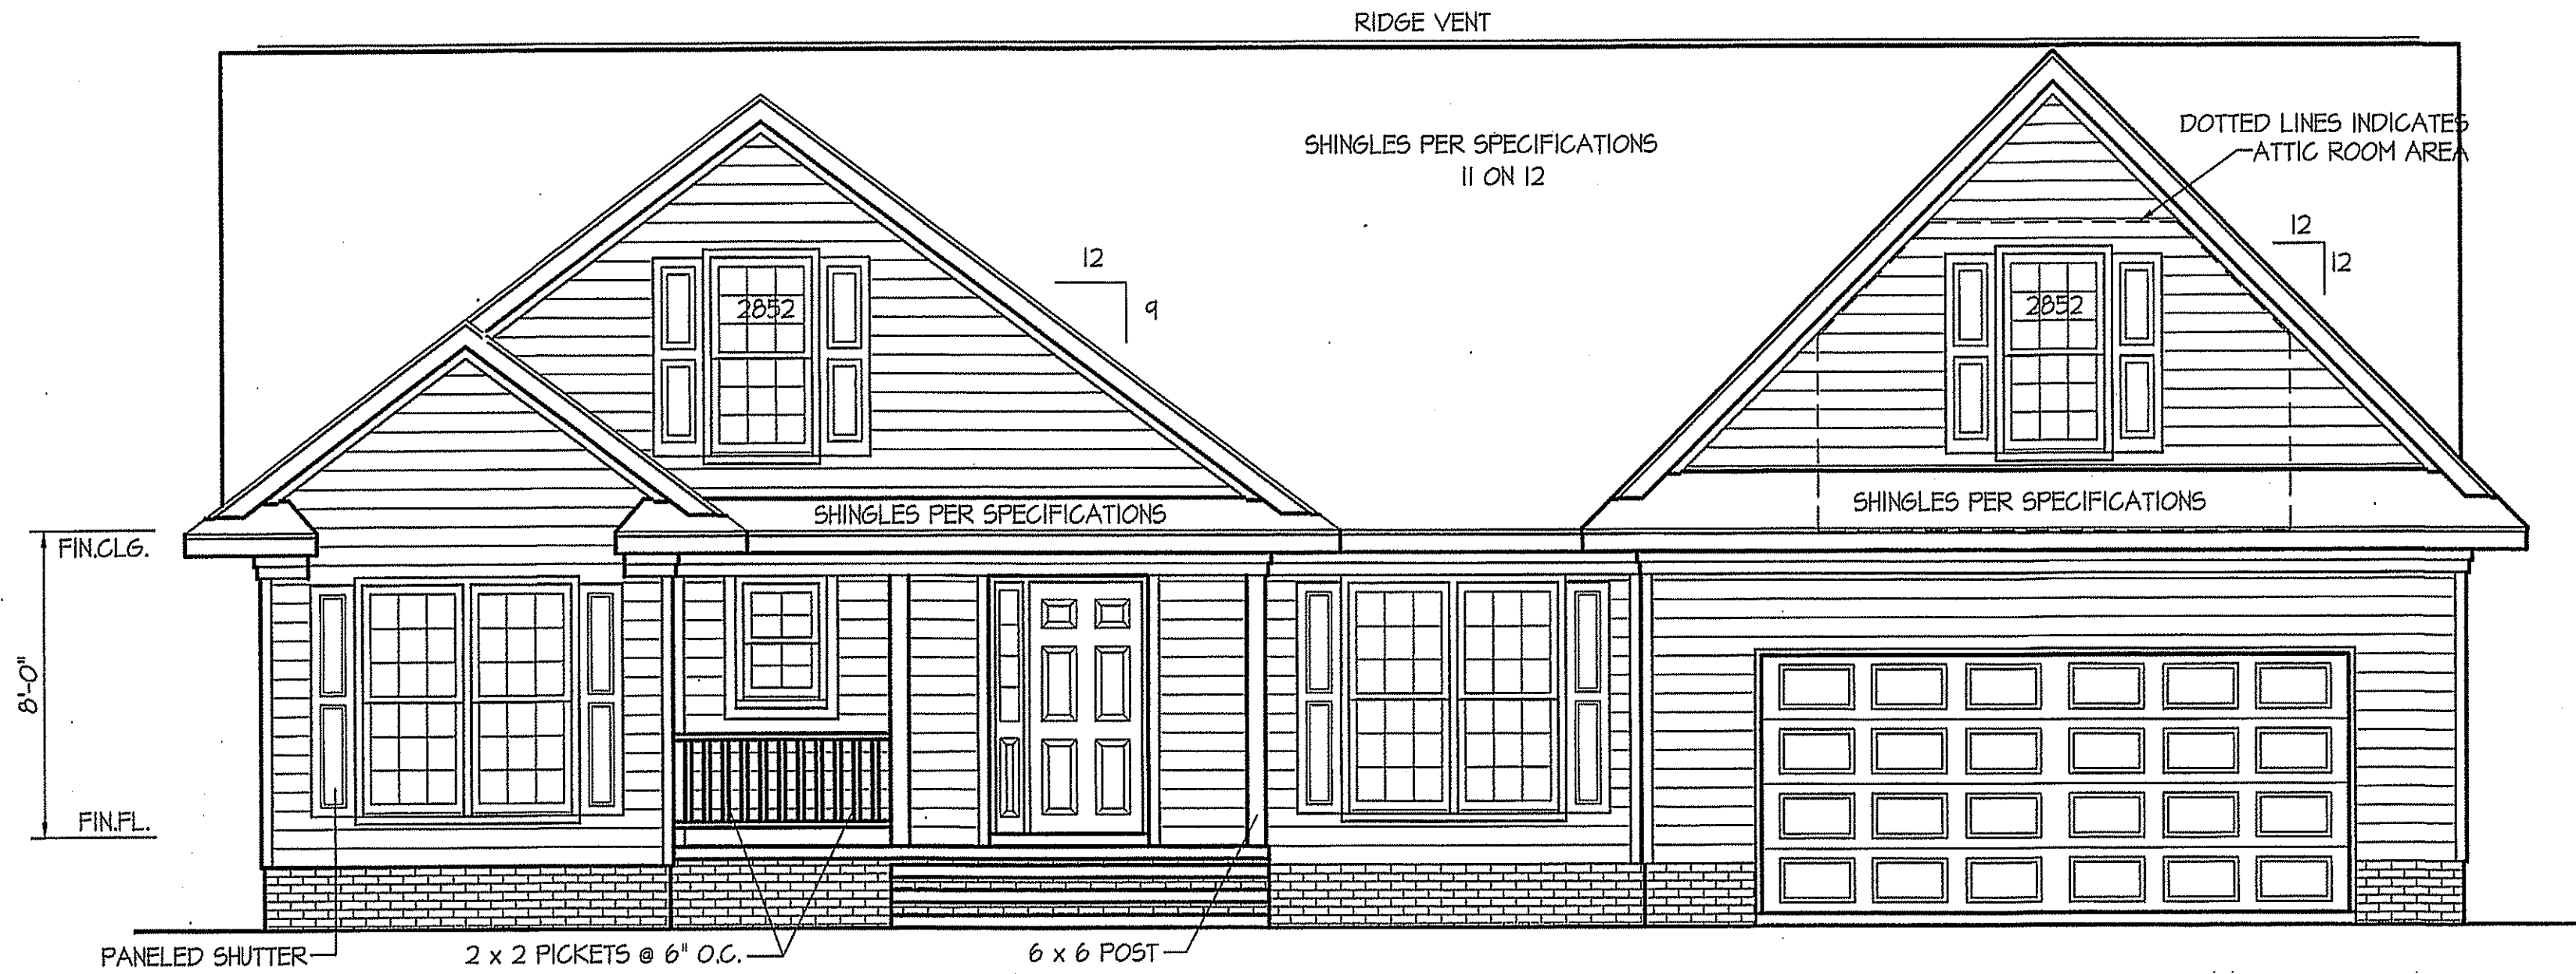 RIDGE VENT
SHINGLES PER SPECIFICATIONS
11 ON 12
DOTTED LINES INDICATES
ATTIC ROOM AREA
12
9
12
12
2852
2852
SHINGLES PER SPECIFICATIONS
SHINGLES PER SPECIFICATIONS
FIN.CLG.
8'-0"
FIN.FL.
PANELED SHUTTER
2 x 2 PICKETS @ 6" O.C.
6 x 6 POST